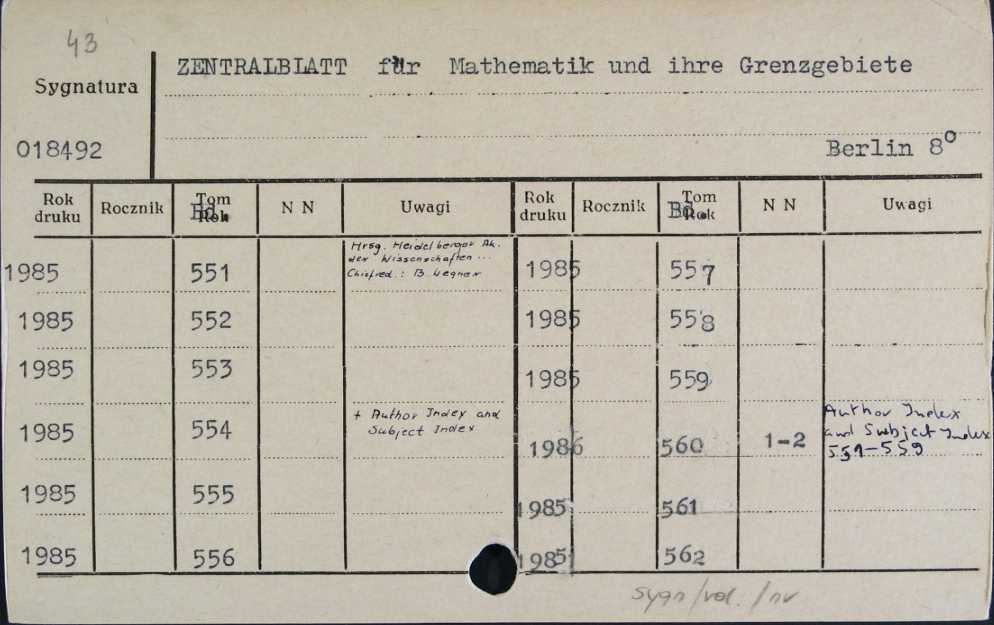 43
ZENTRALBLATT für Mathematik und ihre Grenzgebiete
Sygnatura
018492
Berlin 8°
Rok druku Rocznik Tom Rok Bd. N N Uwagi Rok druku Rocznik Tom Rok Bd. N N Uwagi
Hrsg. Heidelberger Ak.
der Wissenschaften ...
Chiefred.: B. Wegner
1985 551 1985 557
1985 552 1985 558
1985 553 1985 559
+ Author Index and
Subject Index
1985 554
Author Index
and Subject Index
551-559
1986 560 1-2
1985 555 1985 561
1985 556 1985 562
sygn/vol./nr